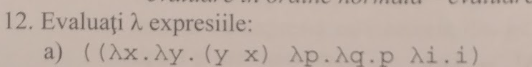 12. Evaluaţi λ expresiile:
a) ((λx.λy.(y x) λp.λq.p λi.i)